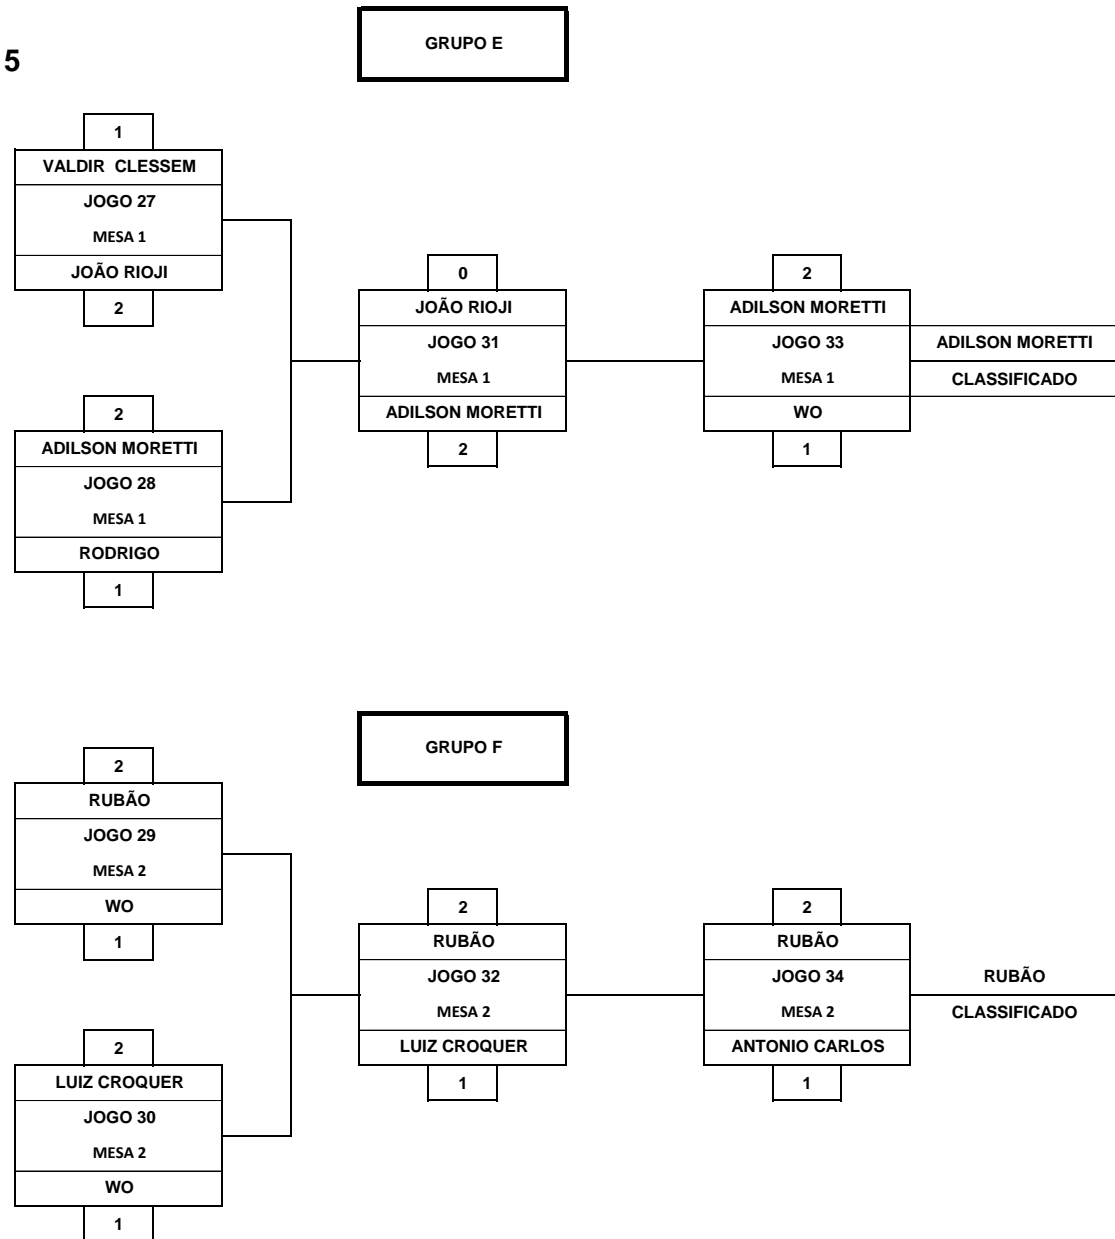 GRUPO E
5
1
VALDIR CLESSEM
JOGO 27
MESA 1
JOÃO RIOJI
2
2
ADILSON MORETTI
JOGO 28
MESA 1
RODRIGO
1
0
JOÃO RIOJI
JOGO 31
MESA 1
ADILSON MORETTI
2
2
ADILSON MORETTI
JOGO 33
MESA 1
WO
1
ADILSON MORETTI
CLASSIFICADO
GRUPO F
2
RUBÃO
JOGO 29
MESA 2
WO
1
2
LUIZ CROQUER
JOGO 30
MESA 2
WO
1
2
RUBÃO
JOGO 32
MESA 2
LUIZ CROQUER
1
2
RUBÃO
JOGO 34
MESA 2
ANTONIO CARLOS
1
RUBÃO
CLASSIFICADO